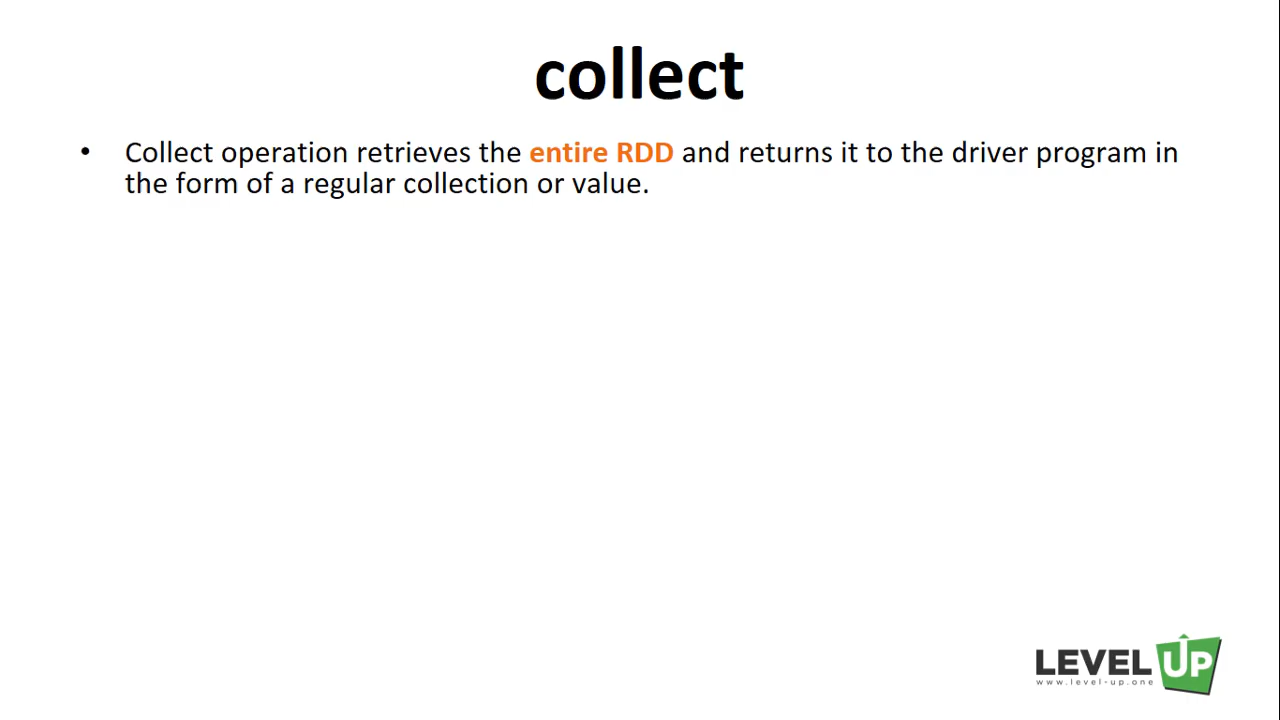 collect
• Collect operation retrieves the entire RDD and returns it to the driver program in
the form of a regular collection or value.
LEVEL UP
www.level-up.one